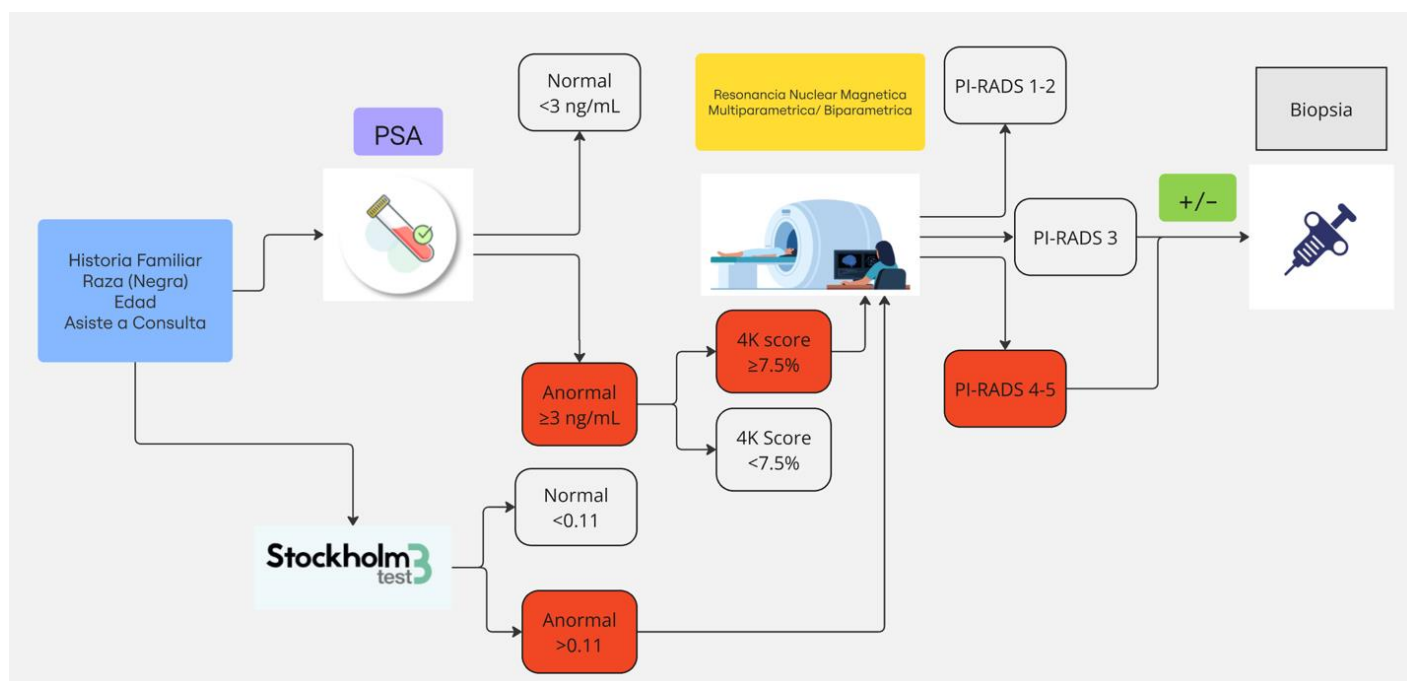 Historia Familiar
Raza (Negra)
Edad
Asiste a Consulta
PSA
Normal
<3 ng/mL
Anormal
≥3 ng/mL
4K score
≥7.5%
4K Score
<7.5%
Stockholm3
test
Normal
<0.11
Anormal
>0.11
Resonancia Nuclear Magnetica
Multiparametrica/ Biparametrica
PI-RADS 1-2
PI-RADS 3
PI-RADS 4-5
+/-
Biopsia